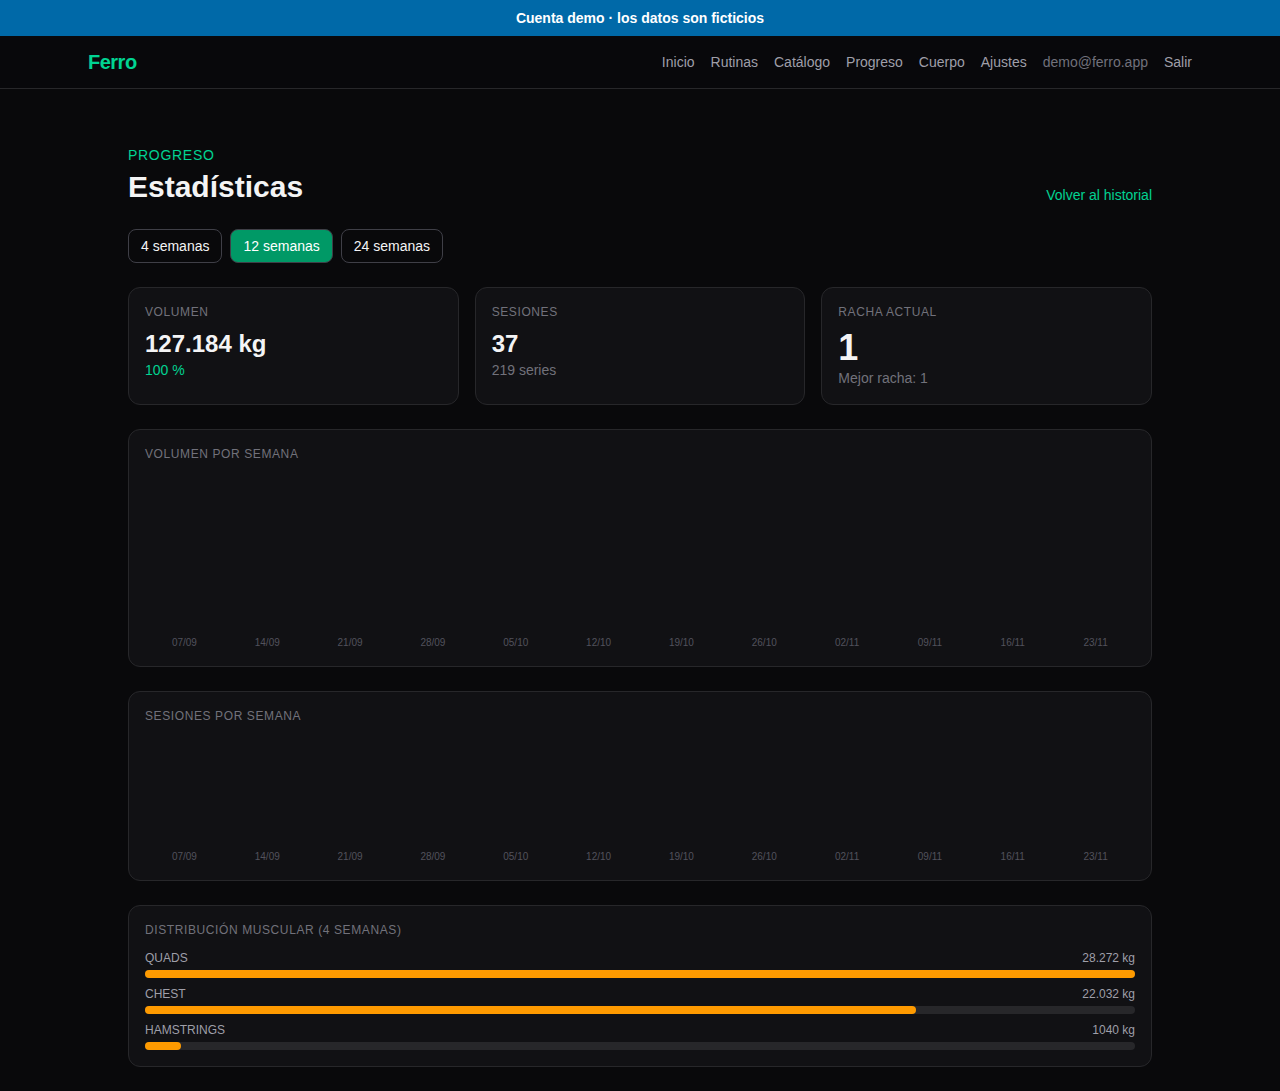 Cuenta demo · los datos son ficticios
Ferro
Inicio Rutinas Catálogo Progreso Cuerpo Ajustes demo@ferro.app Salir
PROGRESO
Estadísticas
Volver al historial
4 semanas 12 semanas 24 semanas
VOLUMEN
127.184 kg
100 %
SESIONES
37
219 series
RACHA ACTUAL
1
Mejor racha: 1
VOLUMEN POR SEMANA
07/09 14/09 21/09 28/09 05/10 12/10 19/10 26/10 02/11 09/11 16/11 23/11
SESIONES POR SEMANA
07/09 14/09 21/09 28/09 05/10 12/10 19/10 26/10 02/11 09/11 16/11 23/11
DISTRIBUCIÓN MUSCULAR (4 SEMANAS)
QUADS 28.272 kg
CHEST 22.032 kg
HAMSTRINGS 1040 kg